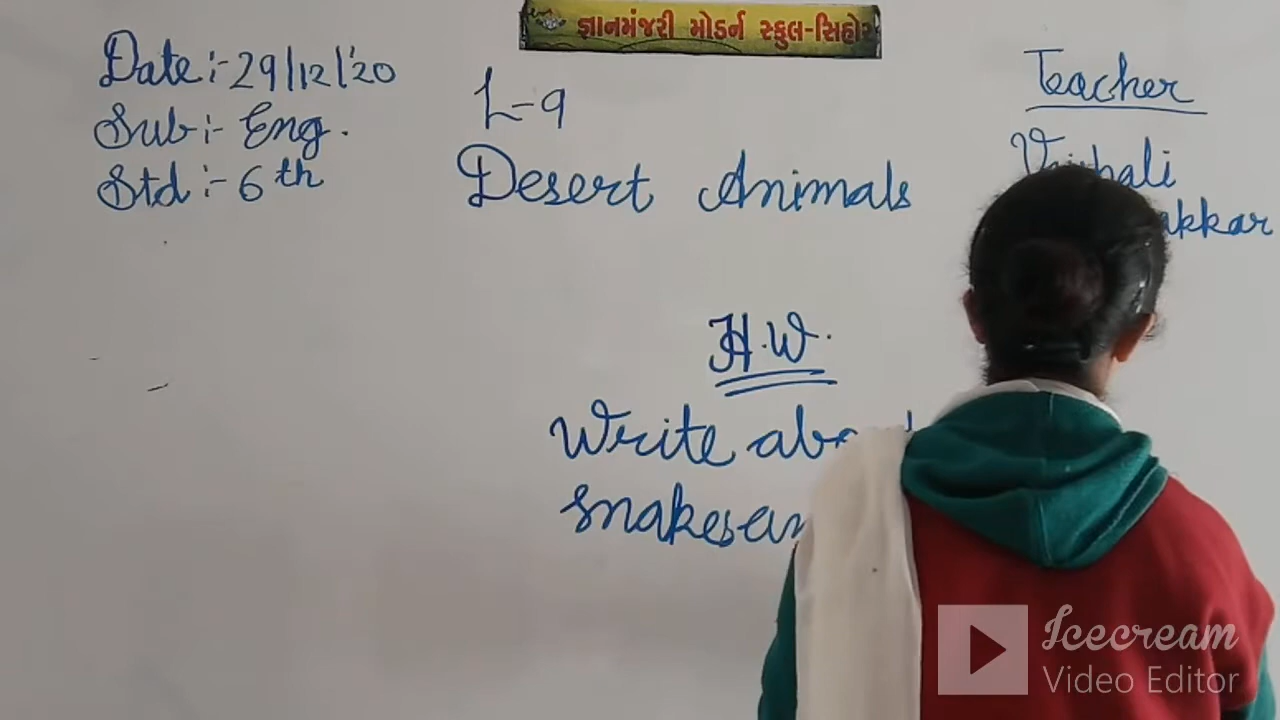 જ્ઞાનમંજરી મોડર્ન સ્કુલ-સિહોર
Date:-29/12/'20
Sub:- Eng.
Std:- 6th
L-9
Desert Animals
Teacher
H.W.
Write
snakes
Icecream
Video Editor